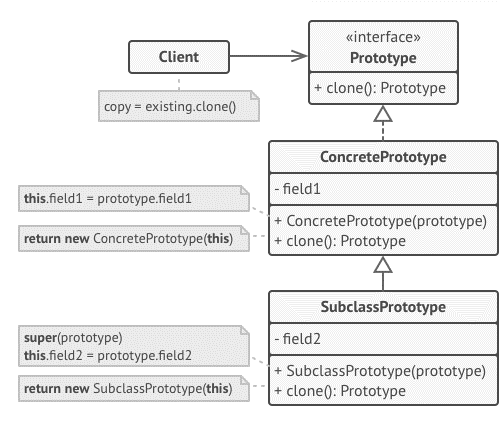 «interface»
Client
Prototype
+ clone(): Prototype
copy = existing.clone()
ConcretePrototype
- field1
this.field1 = prototype.field1
+ ConcretePrototype(prototype)
return new ConcretePrototype(this)
+ clone(): Prototype
SubclassPrototype
- field2
super(prototype)
this.field2 = prototype.field2
+ SubclassPrototype(prototype)
return new SubclassPrototype(this)
+ clone(): Prototype